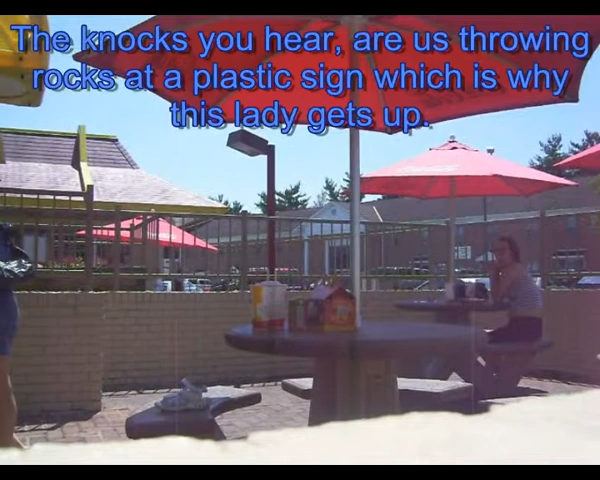 The knocks you hear, are us throwing
rocks at a plastic sign which is why
this lady gets up.